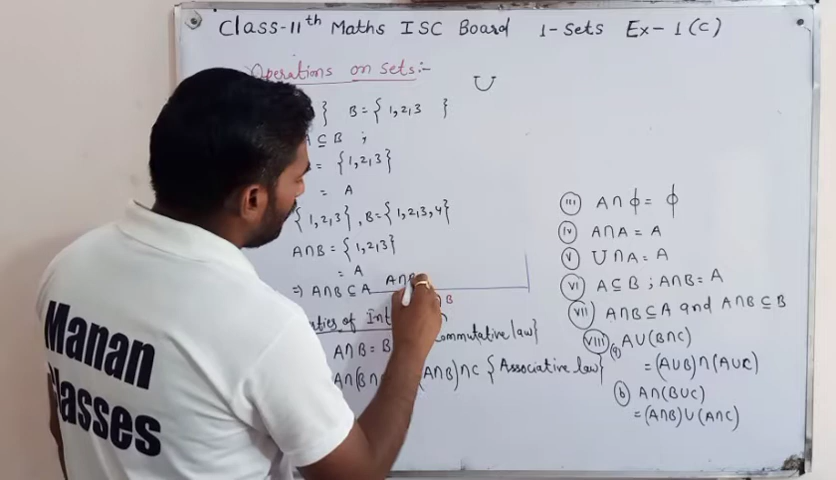 Class-11th Maths ISC Board 1-Sets Ex-1(c)
Operations on sets:-
∪
} B={1,2,3 }
A⊆B ;
= {1,2,3}
= A
{1,2,3}, B={1,2,3,4}
A∩B = {1,2,3}
= A
⇒ A∩B⊆A A∩B
B
of Int
A∩B = B
Commutative law}
A∩(B∩ (A∩B)∩C {Associative law}
(iii) A∩ϕ = ϕ
(iv) A∩A = A
(v) U∩A = A
(vi) A⊆B ; A∩B = A
(vii) A∩B⊆A and A∩B⊆B
(viii) (a) A∪(B∩C)
= (A∪B)∩(A∪C)
(b) A∩(B∪C)
= (A∩B)∪(A∩C)
Manan
Classes